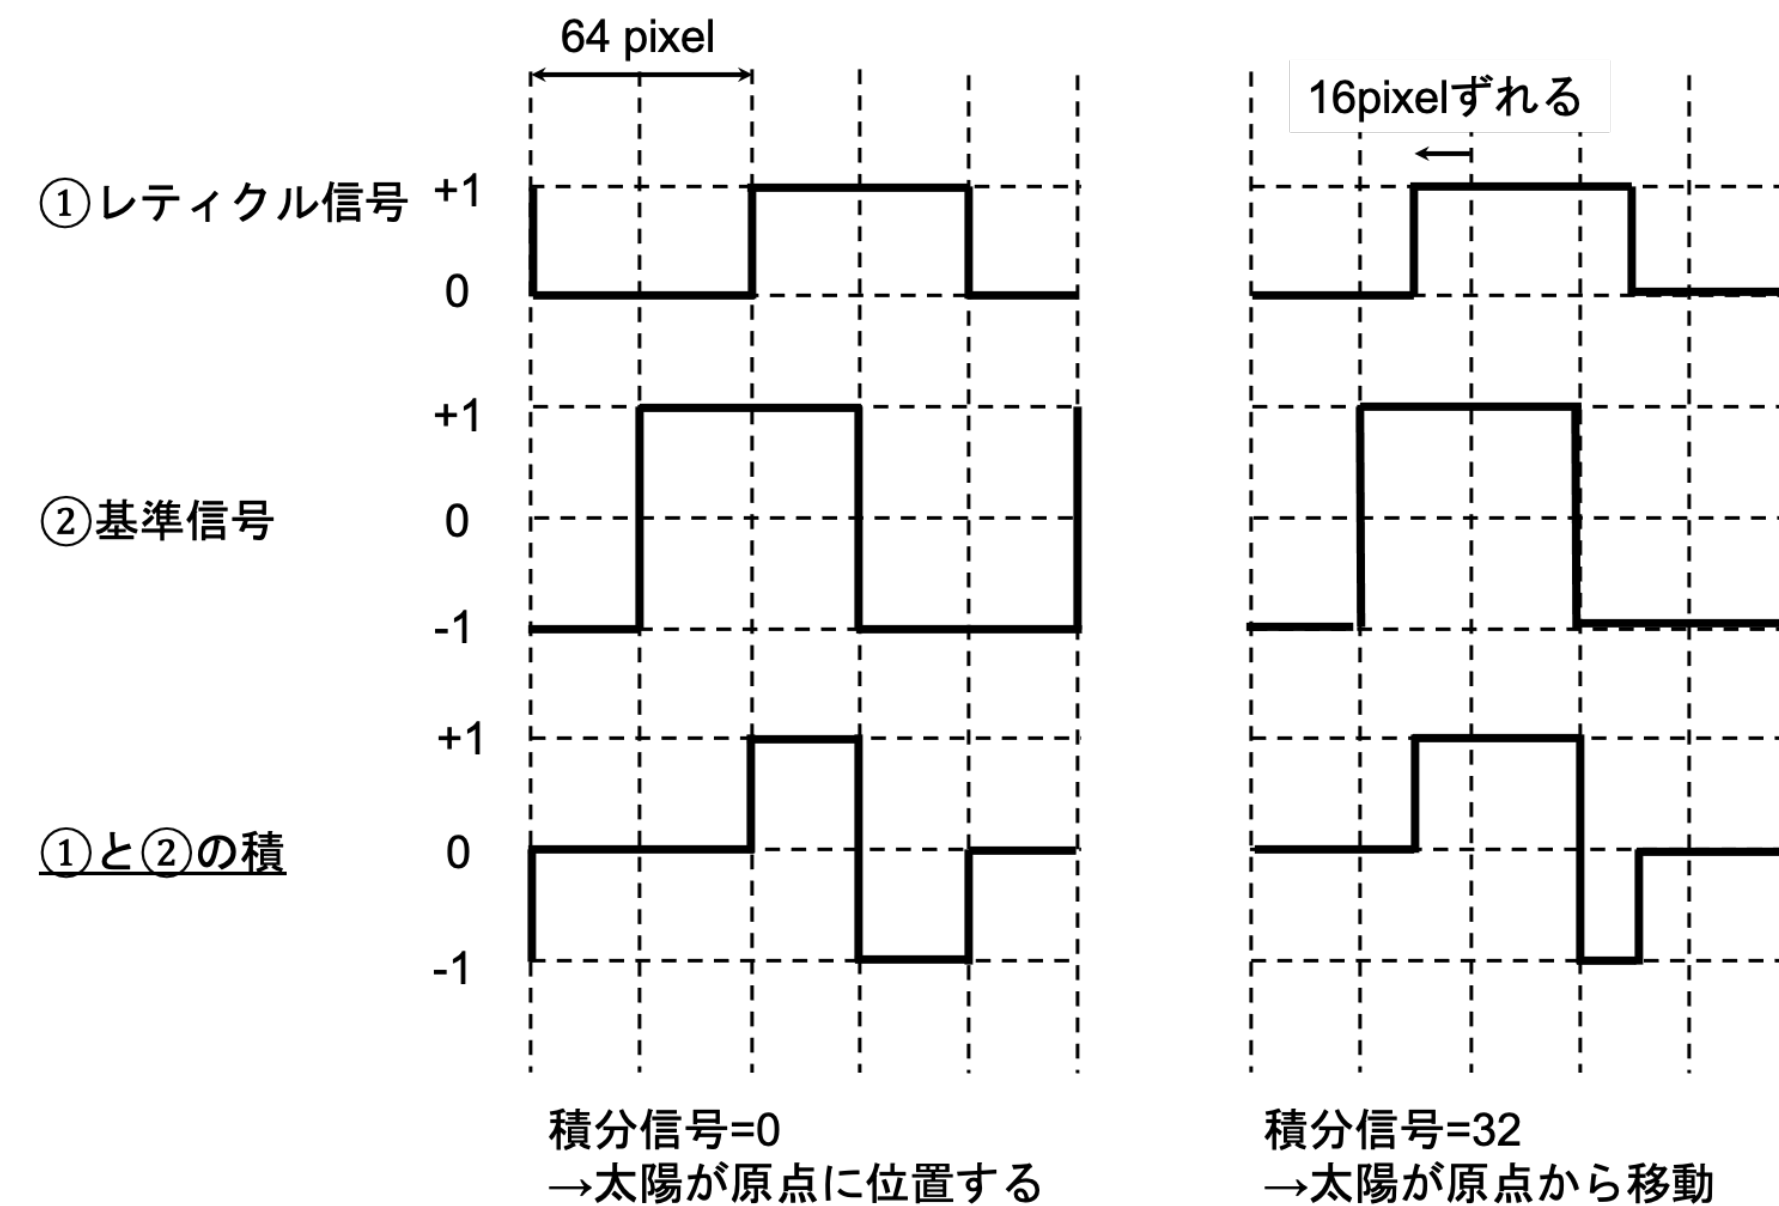 64 pixel
16pixelずれる
①レティクル信号
+1
0
②基準信号
+1
0
-1
①と②の積
+1
0
-1
積分信号=0
→太陽が原点に位置する
積分信号=32
→太陽が原点から移動